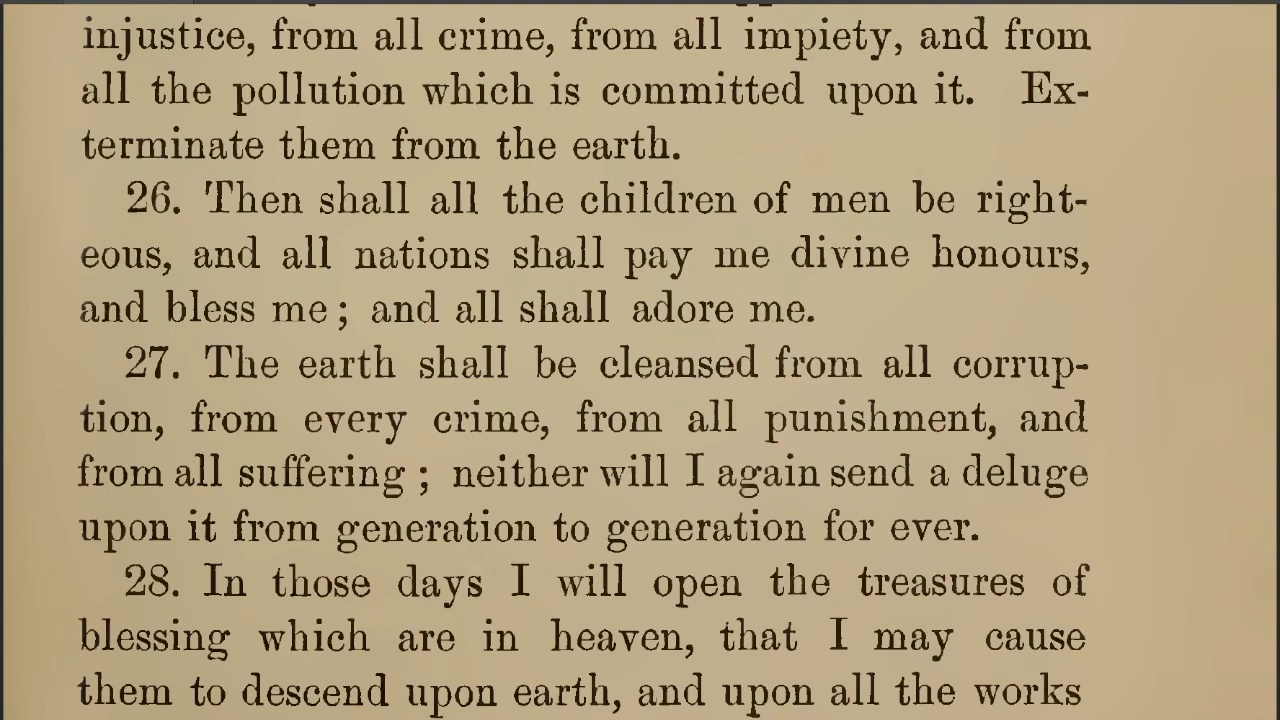 injustice, from all crime, from all impiety, and from
all the pollution which is committed upon it. Ex-
terminate them from the earth.
26. Then shall all the children of men be right-
eous, and all nations shall pay me divine honours,
and bless me; and all shall adore me.
27. The earth shall be cleansed from all corrup-
tion, from every crime, from all punishment, and
from all suffering; neither will I again send a deluge
upon it from generation to generation for ever.
28. In those days I will open the treasures of
blessing which are in heaven, that I may cause
them to descend upon earth, and upon all the works